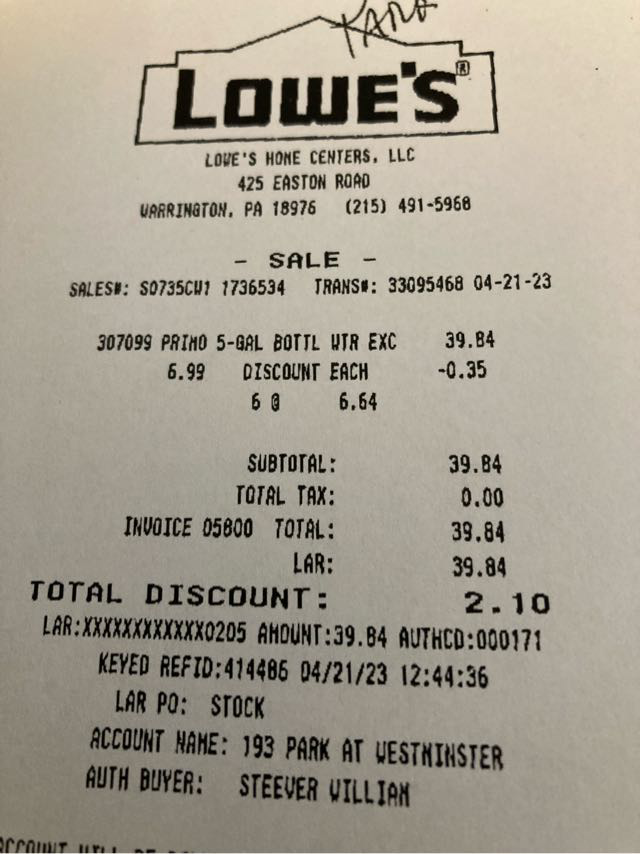 KARA
LOWE'S®
LOWE'S HOME CENTERS, LLC
425 EASTON ROAD
WARRINGTON, PA 18976 (215) 491-5968
- SALE -
SALES#: S0735CW1 1736534 TRANS#: 33095468 04-21-23
307099 PRIMO 5-GAL BOTTL WTR EXC 39.84
6.99 DISCOUNT EACH -0.35
6 @ 6.64
SUBTOTAL: 39.84
TOTAL TAX: 0.00
INVOICE 05800 TOTAL: 39.84
LAR: 39.84
TOTAL DISCOUNT: 2.10
LAR:XXXXXXXXXXXX0205 AMOUNT:39.84 AUTHCD:000171
KEYED REFID:414486 04/21/23 12:44:36
LAR PO: STOCK
ACCOUNT NAME: 193 PARK AT WESTMINSTER
AUTH BUYER: STEEVER WILLIAM
ACCOUNT WILL BE